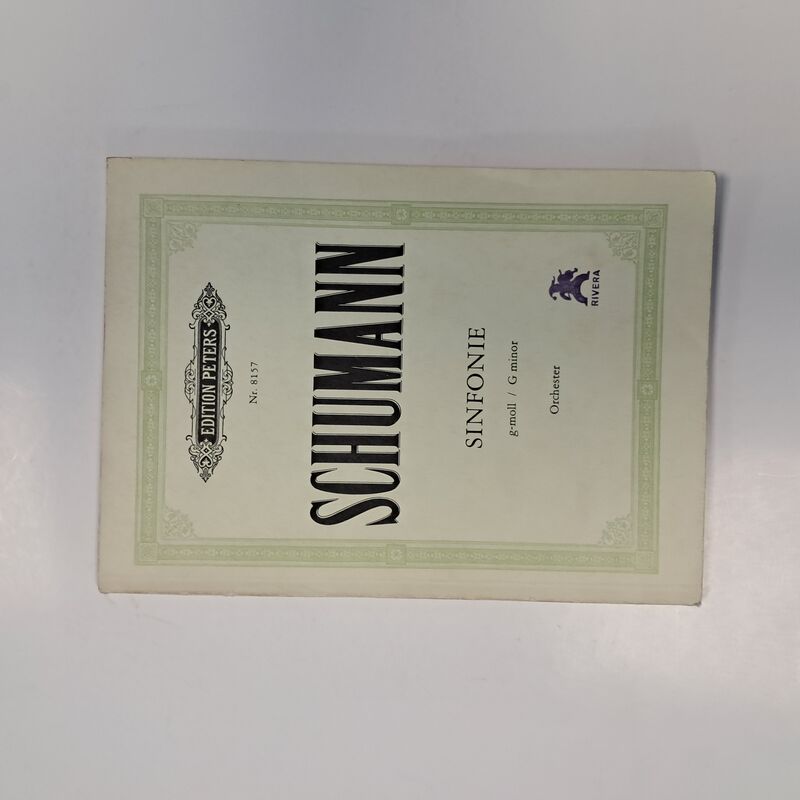 EDITION PETERS
Nr. 8157
SCHUMANN
SINFONIE
g-moll / G minor
Orchester
RIVERA